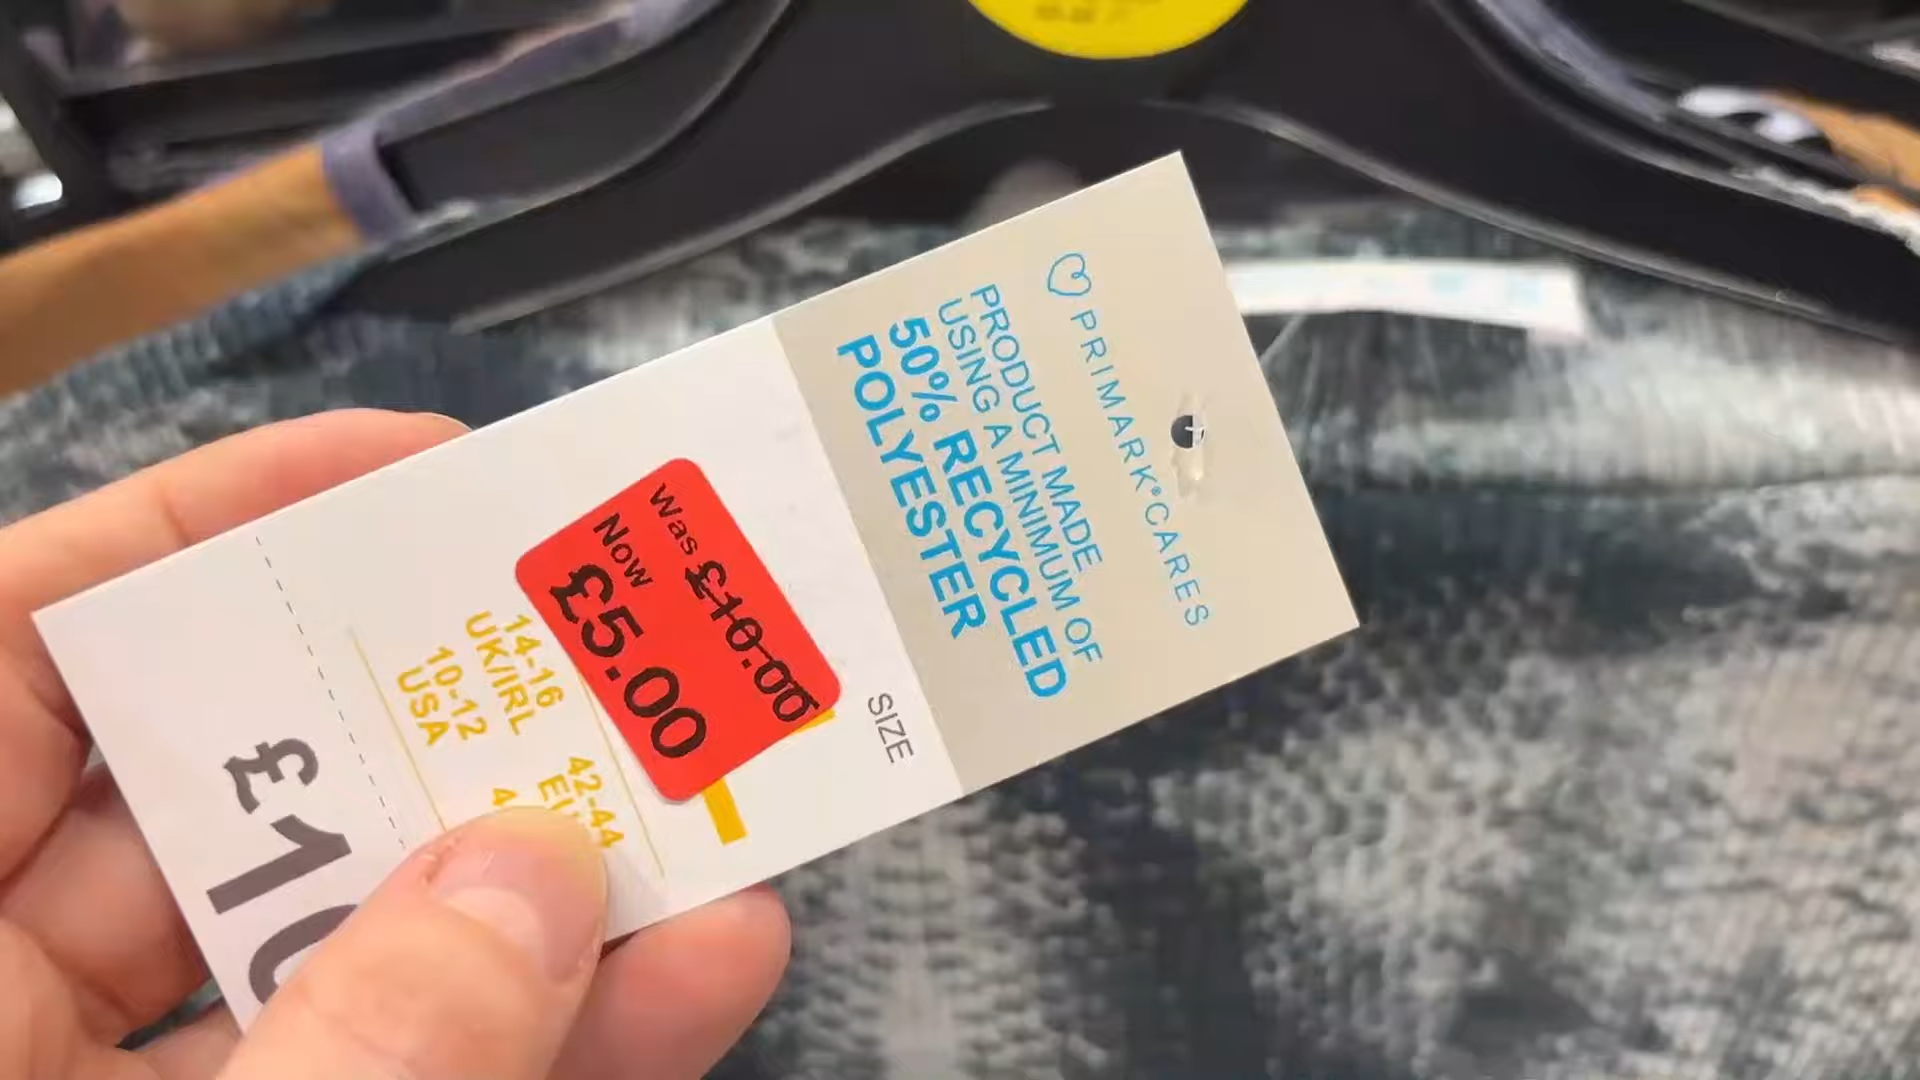 PRIMARK®CARES
PRODUCT MADE
USING A MINIMUM OF
50% RECYCLED
POLYESTER
SIZE
Was £10.00
Now
£5.00
42-44
14-16
UK/IRL
10-12
USA
£10